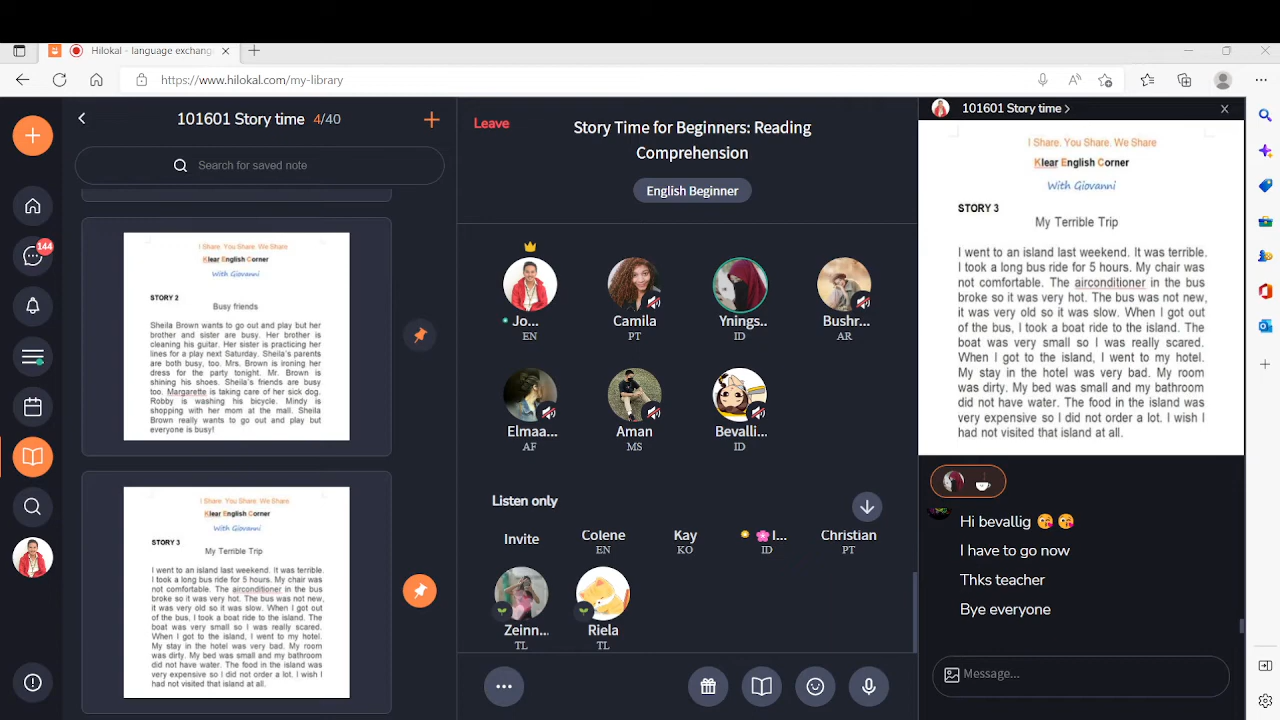 Hilokal - language exchang
https://www.hilokal.com/my-library
144
101601 Story time 4/40
Search for saved note
I Share. You Share. We Share
Klear English Corner
With Giovanni
STORY 2
Busy friends
Sheila Brown wants to go out and play but her
brother and sister are busy. Her brother is
cleaning his guitar. Her sister is practicing her
lines for a play next Saturday. Sheila's parents
are both busy, too. Mrs. Brown is ironing her
dress for the party tonight. Mr. Brown is
shining his shoes. Sheila's friends are busy
too. Margarette is taking care of her sick dog.
Robby is washing his bicycle. Mindy is
shopping with her mom at the mall. Sheila
Brown really wants to go out and play but
everyone is busy!
I Share. You Share. We Share
Klear English Corner
With Giovanni
STORY 3
My Terrible Trip
I went to an island last weekend. It was terrible.
I took a long bus ride for 5 hours. My chair was
not comfortable. The airconditioner in the bus
broke so it was very hot. The bus was not new,
it was very old so it was slow. When I got out
of the bus, I took a boat ride to the island. The
boat was very small so I was really scared.
When I got to the island, I went to my hotel.
My stay in the hotel was very bad. My room
was dirty. My bed was small and my bathroom
did not have water. The food in the island was
very expensive so I did not order a lot. I wish I
had not visited that island at all.
Leave
Story Time for Beginners: Reading
Comprehension
English Beginner
Jo...
EN
Camila
PT
Ynings..
ID
Bushr...
AR
Elmaa...
AF
Aman
MS
Bevalli...
ID
Listen only
Invite
Colene
EN
Kay
KO
I...
ID
Christian
PT
Zeinn...
TL
Riela
TL
101601 Story time
I Share. You Share. We Share
Klear English Corner
With Giovanni
STORY 3
My Terrible Trip
I went to an island last weekend. It was terrible.
I took a long bus ride for 5 hours. My chair was
not comfortable. The airconditioner in the bus
broke so it was very hot. The bus was not new,
it was very old so it was slow. When I got out
of the bus, I took a boat ride to the island. The
boat was very small so I was really scared.
When I got to the island, I went to my hotel.
My stay in the hotel was very bad. My room
was dirty. My bed was small and my bathroom
did not have water. The food in the island was
very expensive so I did not order a lot. I wish I
had not visited that island at all.
Hi bevallig 😘 😘
I have to go now
Thks teacher
Bye everyone
Message...